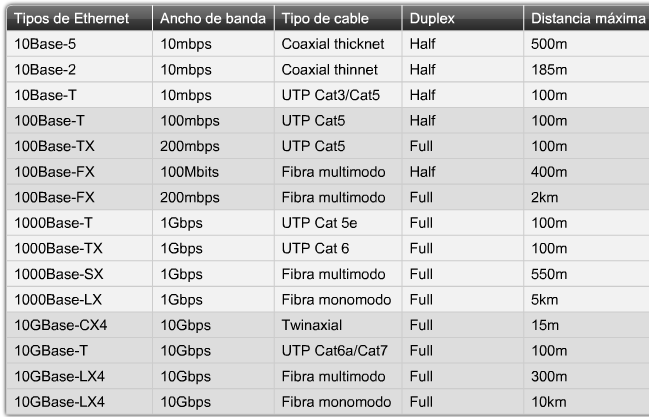 Tipos de Ethernet Ancho de banda Tipo de cable Duplex Distancia máxima
10Base-5 10mbps Coaxial thicknet Half 500m
10Base-2 10mbps Coaxial thinnet Half 185m
10Base-T 10mbps UTP Cat3/Cat5 Half 100m
100Base-T 100mbps UTP Cat5 Half 100m
100Base-TX 200mbps UTP Cat5 Full 100m
100Base-FX 100Mbits Fibra multimodo Half 400m
100Base-FX 200mbps Fibra multimodo Full 2km
1000Base-T 1Gbps UTP Cat 5e Full 100m
1000Base-TX 1Gbps UTP Cat 6 Full 100m
1000Base-SX 1Gbps Fibra multimodo Full 550m
1000Base-LX 1Gbps Fibra monomodo Full 5km
10GBase-CX4 10Gbps Twinaxial Full 15m
10GBase-T 10Gbps UTP Cat6a/Cat7 Full 100m
10GBase-LX4 10Gbps Fibra multimodo Full 300m
10GBase-LX4 10Gbps Fibra monomodo Full 10km